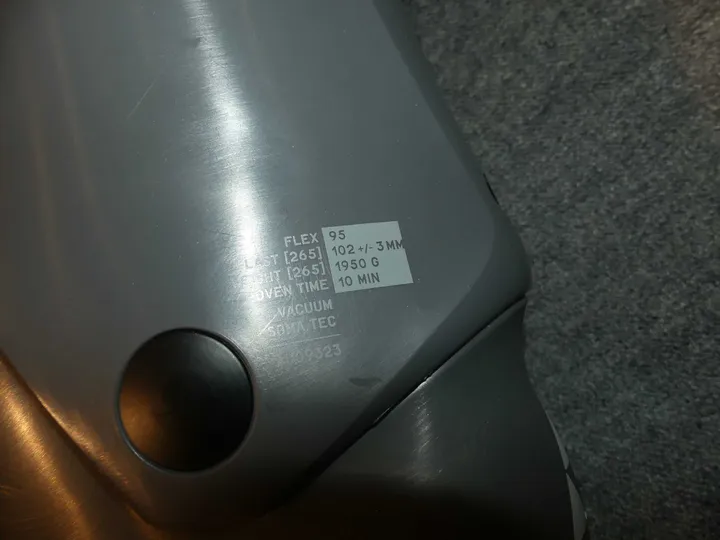 FLEX 95
LAST [265] 102 +/- 3 MM
[265] 1950 G
OVEN TIME 10 MIN
VACUUM
SOMA TEC